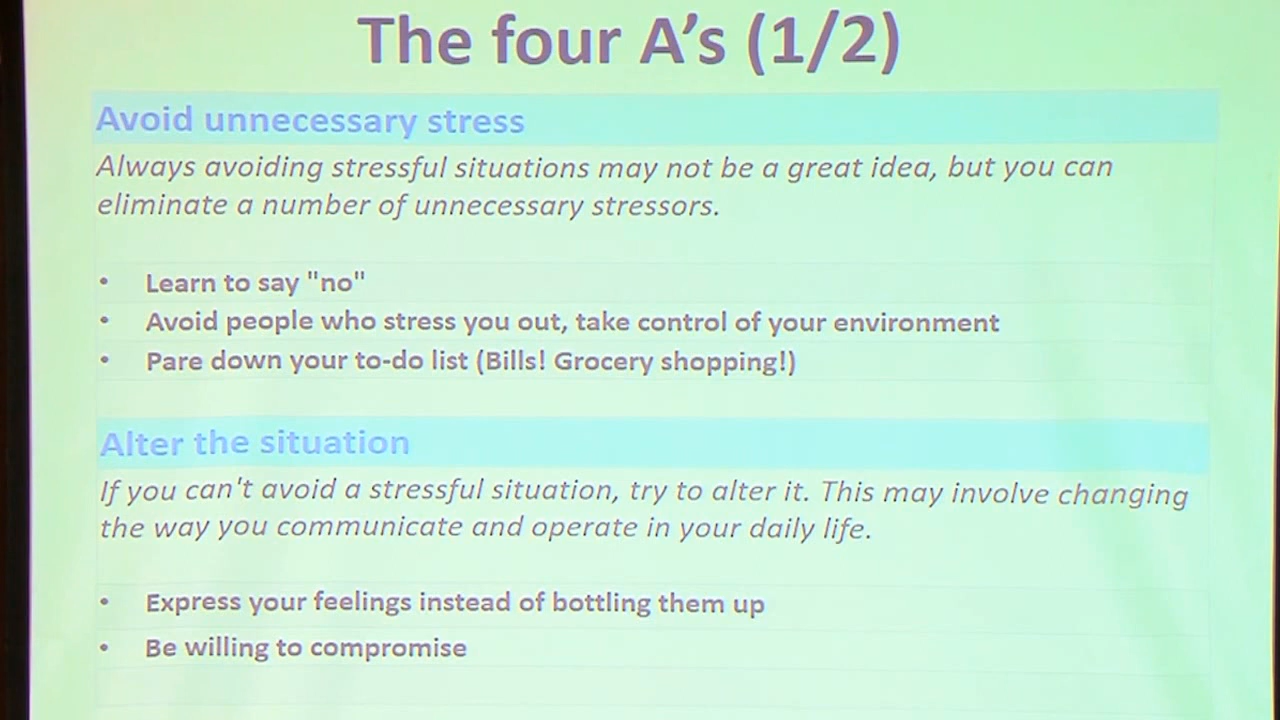 The four A’s (1/2)
Avoid unnecessary stress
Always avoiding stressful situations may not be a great idea, but you can
eliminate a number of unnecessary stressors.
• Learn to say "no"
• Avoid people who stress you out, take control of your environment
• Pare down your to-do list (Bills! Grocery shopping!)
Alter the situation
If you can't avoid a stressful situation, try to alter it. This may involve changing
the way you communicate and operate in your daily life.
• Express your feelings instead of bottling them up
• Be willing to compromise